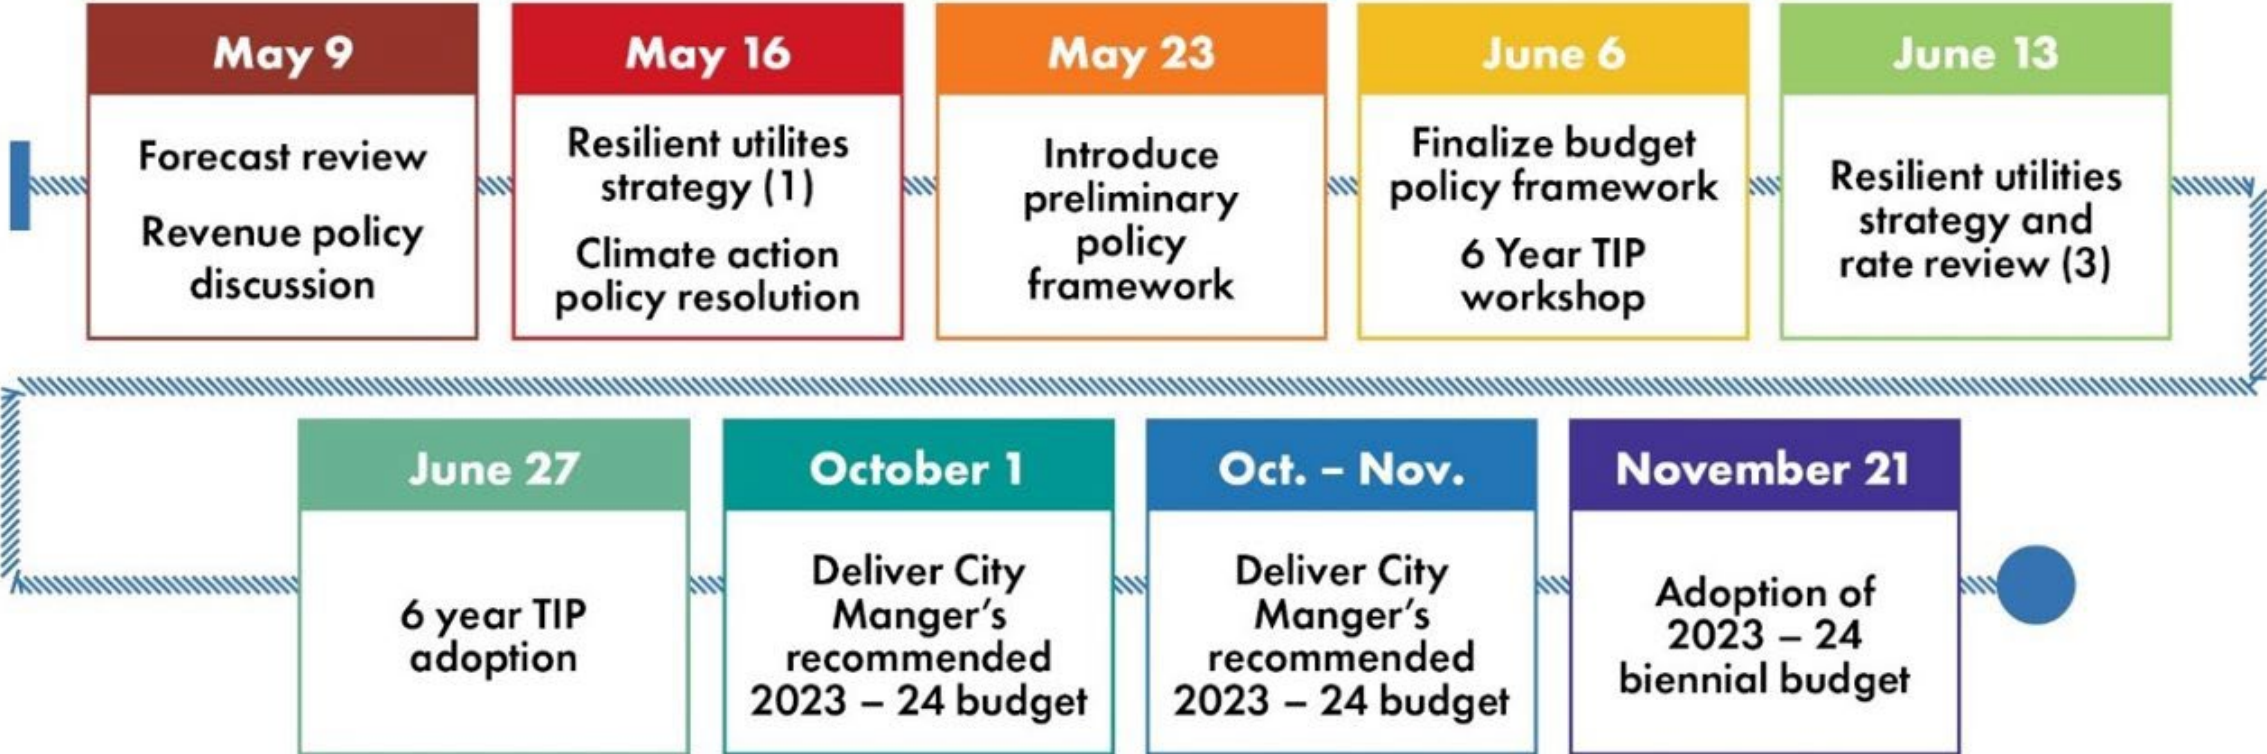 May 9
Forecast review
Revenue policy
discussion
May 16
Resilient utilites
strategy (1)
Climate action
policy resolution
May 23
Introduce
preliminary
policy
framework
June 6
Finalize budget
policy framework
6 Year TIP
workshop
June 13
Resilient utilities
strategy and
rate review (3)
June 27
6 year TIP
adoption
October 1
Deliver City
Manger’s
recommended
2023 – 24 budget
Oct. – Nov.
Deliver City
Manger’s
recommended
2023 – 24 budget
November 21
Adoption of
2023 – 24
biennial budget